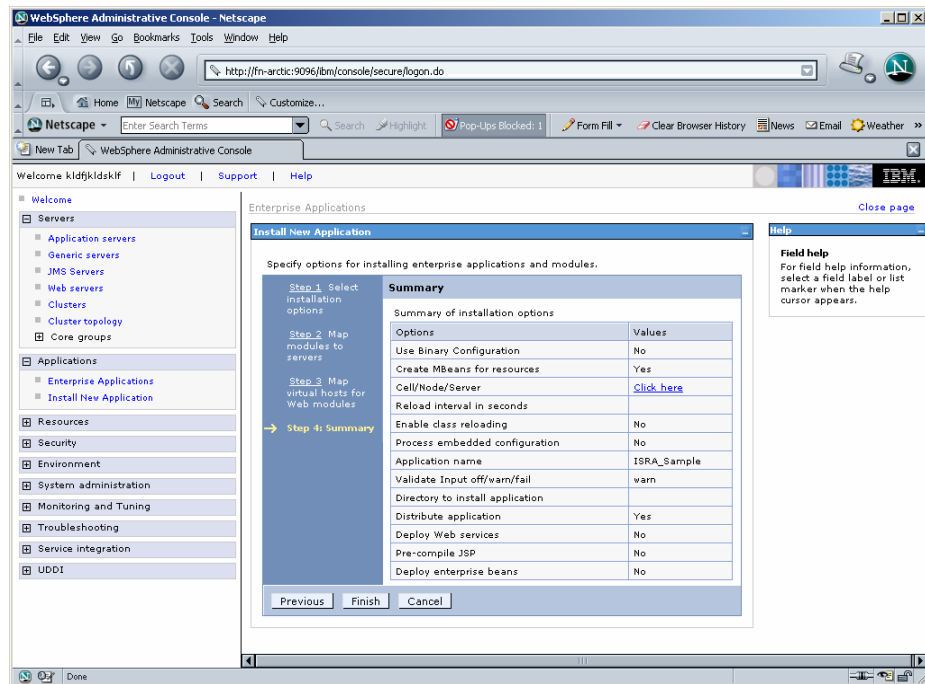 WebSphere Administrative Console - Netscape
File Edit View Go Bookmarks Tools Window Help
http://fn-arctic:9096/ibm/console/secure/logon.do
Home My Netscape Search Customize...
Netscape Enter Search Terms Search Highlight Pop-Ups Blocked: 1 Form Fill Clear Browser History News Email Weather »
New Tab WebSphere Administrative Console
Welcome kldfjkldsklf | Logout | Support | Help IBM.
Welcome
Servers
Application servers
Generic servers
JMS Servers
Web servers
Clusters
Cluster topology
Core groups
Applications
Enterprise Applications
Install New Application
Resources
Security
Environment
System administration
Monitoring and Tuning
Troubleshooting
Service integration
UDDI
Enterprise Applications Close page
Install New Application
Specify options for installing enterprise applications and modules.
Step 1 Select
installation
options
Step 2 Map
modules to
servers
Step 3 Map
virtual hosts for
Web modules
Step 4: Summary
Summary
Summary of installation options
Options Values
Use Binary Configuration No
Create MBeans for resources Yes
Cell/Node/Server Click here
Reload interval in seconds
Enable class reloading No
Process embedded configuration No
Application name ISRA_Sample
Validate Input off/warn/fail warn
Directory to install application
Distribute application Yes
Deploy Web services No
Pre-compile JSP No
Deploy enterprise beans No
Previous Finish Cancel
Help
Field help
For field help information,
select a field label or list
marker when the help
cursor appears.
Done